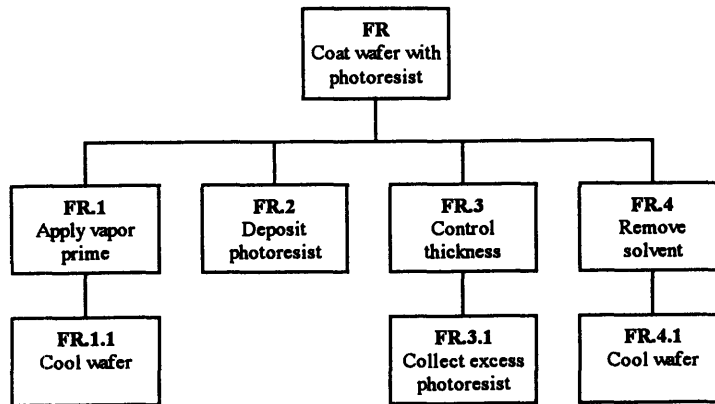 FR
Coat wafer with
photoresist
FR.1
Apply vapor
prime
FR.2
Deposit
photoresist
FR.3
Control
thickness
FR.4
Remove
solvent
FR.1.1
Cool wafer
FR.3.1
Collect excess
photoresist
FR.4.1
Cool wafer